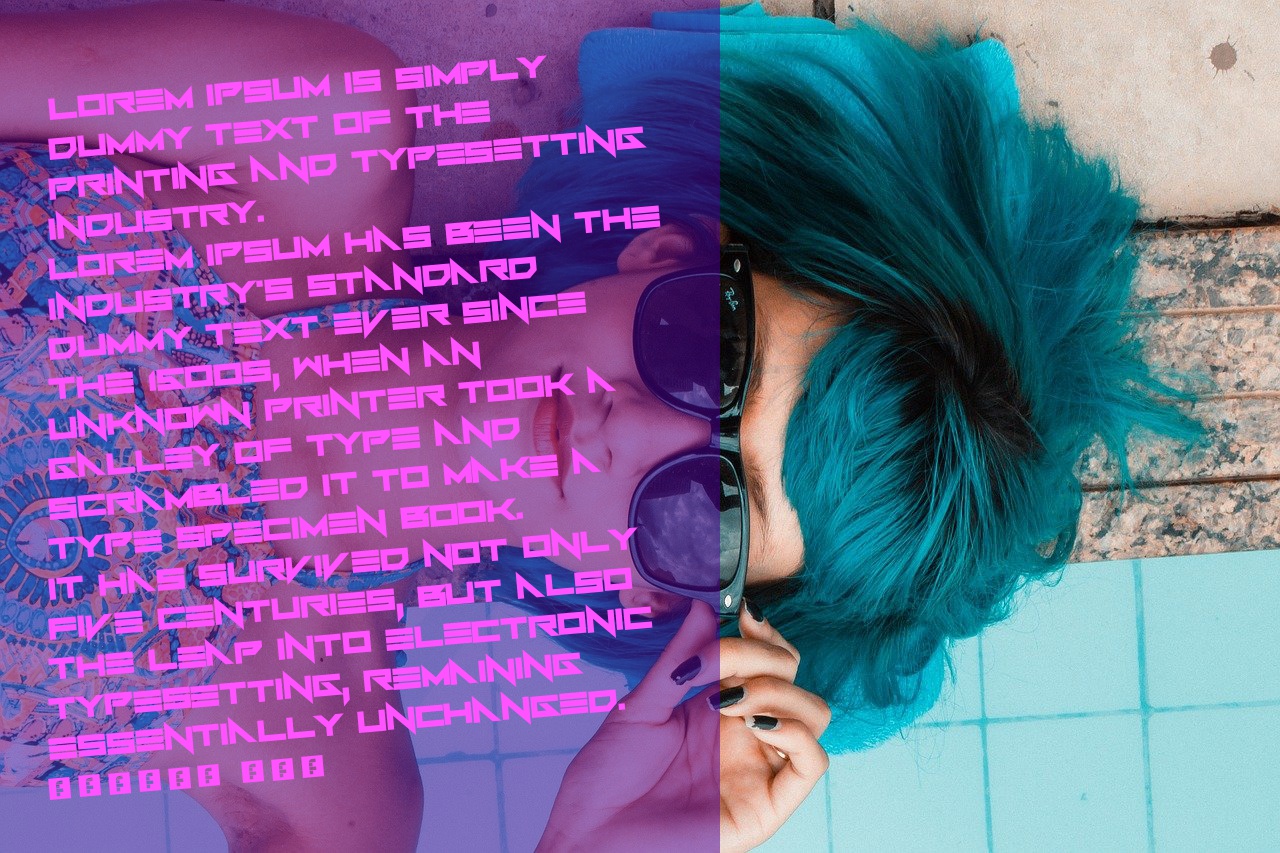 LOREM IPSUM IS SIMPLY
DUMMY TEXT OF THE
PRINTING AND TYPESETTING
INDUSTRY.
LOREM IPSUM HAS BEEN THE
INDUSTRY'S STANDARD
DUMMY TEXT EVER SINCE
THE 1500S, WHEN AN
UNKNOWN PRINTER TOOK A
GALLEY OF TYPE AND
SCRAMBLED IT TO MAKE A
TYPE SPECIMEN BOOK.
IT HAS SURVIVED NOT ONLY
FIVE CENTURIES, BUT ALSO
THE LEAP INTO ELECTRONIC
TYPESETTING, REMAINING
ESSENTIALLY UNCHANGED.
Ray-Ban